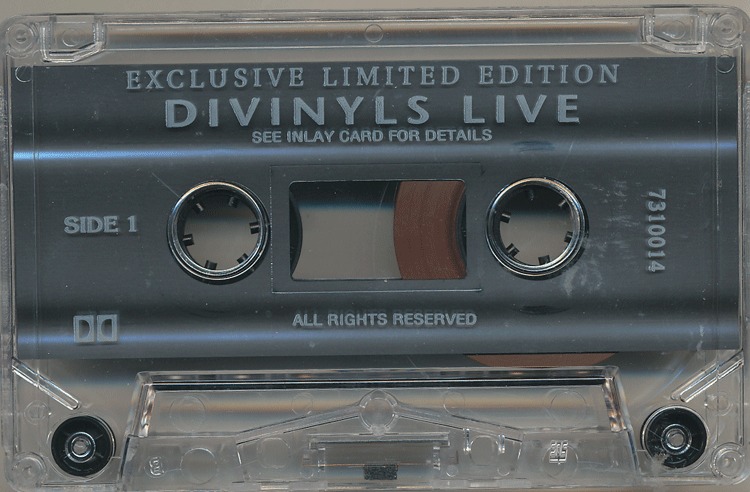 EXCLUSIVE LIMITED EDITION
DIVINYLS LIVE
SEE INLAY CARD FOR DETAILS
SIDE 1
7310014
ALL RIGHTS RESERVED